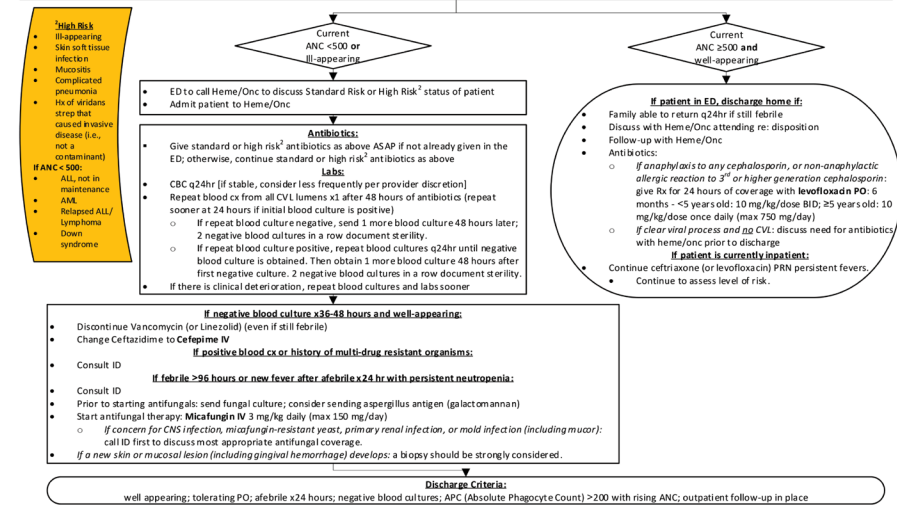 ²High Risk
• Ill-appearing
• Skin soft tissue
infection
• Mucositis
• Complicated
pneumonia
• Hx of viridans
strep that
caused invasive
disease (i.e.,
not a
contaminant)
If ANC < 500:
• ALL, not in
maintenance
• AML
• Relapsed ALL/
Lymphoma
• Down
syndrome
Current
ANC <500 or
Ill-appearing
• ED to call Heme/Onc to discuss Standard Risk or High Risk² status of patient
• Admit patient to Heme/Onc
Antibiotics:
• Give standard or high risk² antibiotics as above ASAP if not already given in the
ED; otherwise, continue standard or high risk² antibiotics as above
Labs:
• CBC q24hr [if stable, consider less frequently per provider discretion]
• Repeat blood cx from all CVL lumens x1 after 48 hours of antibiotics (repeat
sooner at 24 hours if initial blood culture is positive)
o If repeat blood culture negative, send 1 more blood culture 48 hours later;
2 negative blood cultures in a row document sterility.
o If repeat blood culture positive, repeat blood cultures q24hr until negative
blood culture is obtained. Then obtain 1 more blood culture 48 hours after
first negative culture. 2 negative blood cultures in a row document sterility.
• If there is clinical deterioration, repeat blood cultures and labs sooner
Current
ANC ≥500 and
well-appearing
If patient in ED, discharge home if:
• Family able to return q24hr if still febrile
• Discuss with Heme/Onc attending re: disposition
• Follow-up with Heme/Onc
• Antibiotics:
o If anaphylaxis to any cephalosporin, or non-anaphylactic
allergic reaction to 3rd or higher generation cephalosporin:
give Rx for 24 hours of coverage with levofloxacin PO: 6
months - <5 years old: 10 mg/kg/dose BID; ≥5 years old: 10
mg/kg/dose once daily (max 750 mg/day)
o If clear viral process and no CVL: discuss need for antibiotics
with heme/onc prior to discharge
If patient is currently inpatient:
• Continue ceftriaxone (or levofloxacin) PRN persistent fevers.
• Continue to assess level of risk.
If negative blood culture x36-48 hours and well-appearing:
• Discontinue Vancomycin (or Linezolid) (even if still febrile)
• Change Ceftazidime to Cefepime IV
If positive blood cx or history of multi-drug resistant organisms:
• Consult ID
If febrile >96 hours or new fever after afebrile x24 hr with persistent neutropenia:
• Consult ID
• Prior to starting antifungals: send fungal culture; consider sending aspergillus antigen (galactomannan)
• Start antifungal therapy: Micafungin IV 3 mg/kg daily (max 150 mg/day)
o If concern for CNS infection, micafungin-resistant yeast, primary renal infection, or mold infection (including mucor):
call ID first to discuss most appropriate antifungal coverage.
• If a new skin or mucosal lesion (including gingival hemorrhage) develops: a biopsy should be strongly considered.
Discharge Criteria:
well appearing; tolerating PO; afebrile x24 hours; negative blood cultures; APC (Absolute Phagocyte Count) >200 with rising ANC; outpatient follow-up in place